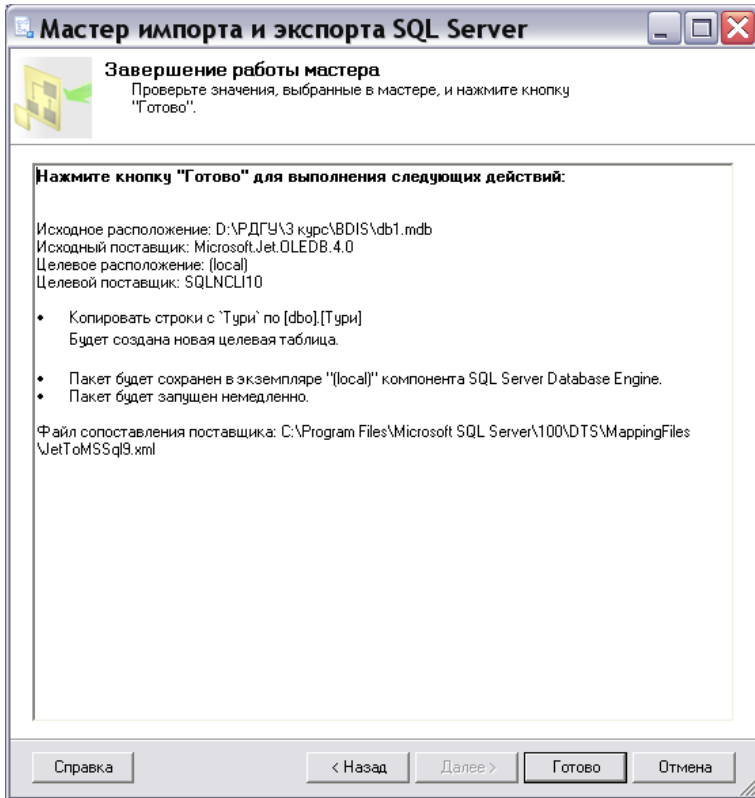 Мастер импорта и экспорта SQL Server
Завершение работы мастера
Проверьте значения, выбранные в мастере, и нажмите кнопку
"Готово".
Нажмите кнопку "Готово" для выполнения следующих действий:
Исходное расположение: D:\РДГУ\3 курс\BDIS\db1.mdb
Исходный поставщик: Microsoft.Jet.OLEDB.4.0
Целевое расположение: (local)
Целевой поставщик: SQLNCLI10
• Копировать строки с `Тури` по [dbo].[Тури]
Будет создана новая целевая таблица.
• Пакет будет сохранен в экземпляре "(local)" компонента SQL Server Database Engine.
• Пакет будет запущен немедленно.
Файл сопоставления поставщика: C:\Program Files\Microsoft SQL Server\100\DTS\MappingFiles
\JetToMSSql9.xml
Справка
< Назад
Далее >
Готово
Отмена